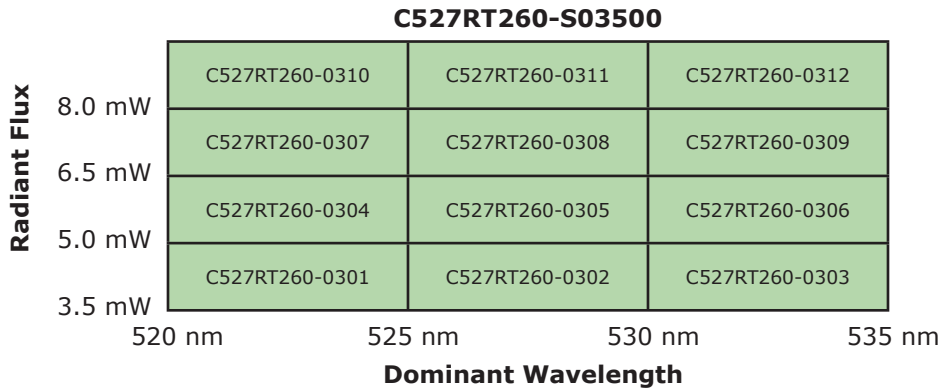 C527RT260-S03500
Radiant Flux
C527RT260-0310 C527RT260-0311 C527RT260-0312
8.0 mW
C527RT260-0307 C527RT260-0308 C527RT260-0309
6.5 mW
C527RT260-0304 C527RT260-0305 C527RT260-0306
5.0 mW
C527RT260-0301 C527RT260-0302 C527RT260-0303
3.5 mW
520 nm 525 nm 530 nm 535 nm
Dominant Wavelength